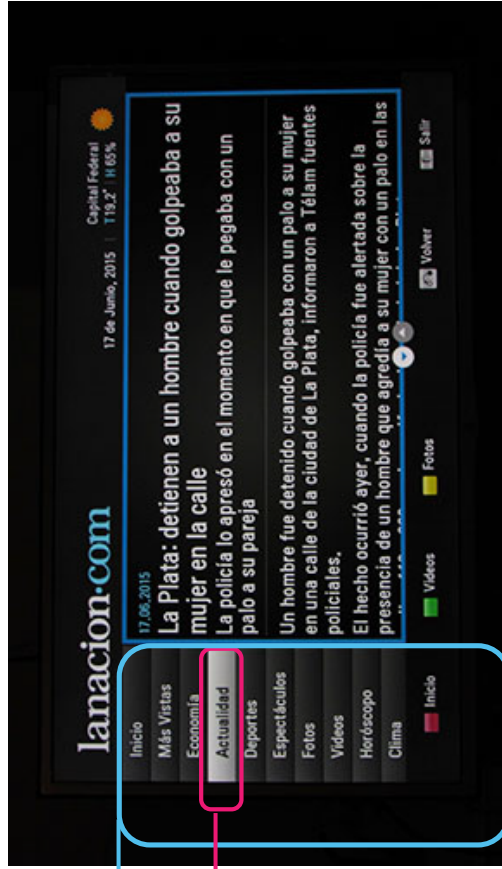 lanacion.com
17 de Junio, 2015 | T19,2° | H 65%
Capital Federal
Inicio
Más Vistas
Economía
Actualidad
Deportes
Espectáculos
Fotos
Videos
Horóscopo
Clima
17.06.2015
La Plata: detienen a un hombre cuando golpeaba a su
mujer en la calle
La policía lo apresó en el momento en que le pegaba con un
palo a su pareja
Un hombre fue detenido cuando golpeaba con un palo a su mujer
en una calle de la ciudad de La Plata, informaron a Télam fuentes
policiales.
El hecho ocurrió ayer, cuando la policía fue alertada sobre la
presencia de un hombre que agredía a su mujer con un palo en las
Inicio
Videos
Fotos
Volver
Salir